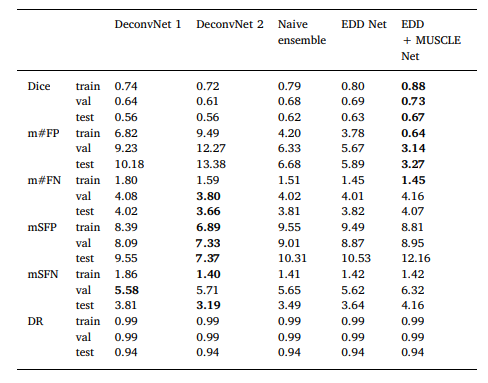 DeconvNet 1 DeconvNet 2 Naive EDD Net EDD
ensemble + MUSCLE
Net
Dice train 0.74 0.72 0.79 0.80 0.88
val 0.64 0.61 0.68 0.69 0.73
test 0.56 0.56 0.62 0.63 0.67
m#FP train 6.82 9.49 4.20 3.78 0.64
val 9.23 12.27 6.33 5.67 3.14
test 10.18 13.38 6.68 5.89 3.27
m#FN train 1.80 1.59 1.51 1.45 1.45
val 4.08 3.80 4.02 4.01 4.16
test 4.02 3.66 3.81 3.82 4.07
mSFP train 8.39 6.89 9.55 9.49 8.81
val 8.09 7.33 9.01 8.87 8.95
test 9.55 7.37 10.31 10.53 12.16
mSFN train 1.86 1.40 1.41 1.42 1.42
val 5.58 5.71 5.65 5.62 6.32
test 3.81 3.19 3.49 3.64 4.16
DR train 0.99 0.99 0.99 0.99 0.99
val 0.99 0.99 0.99 0.99 0.99
test 0.94 0.94 0.94 0.94 0.94